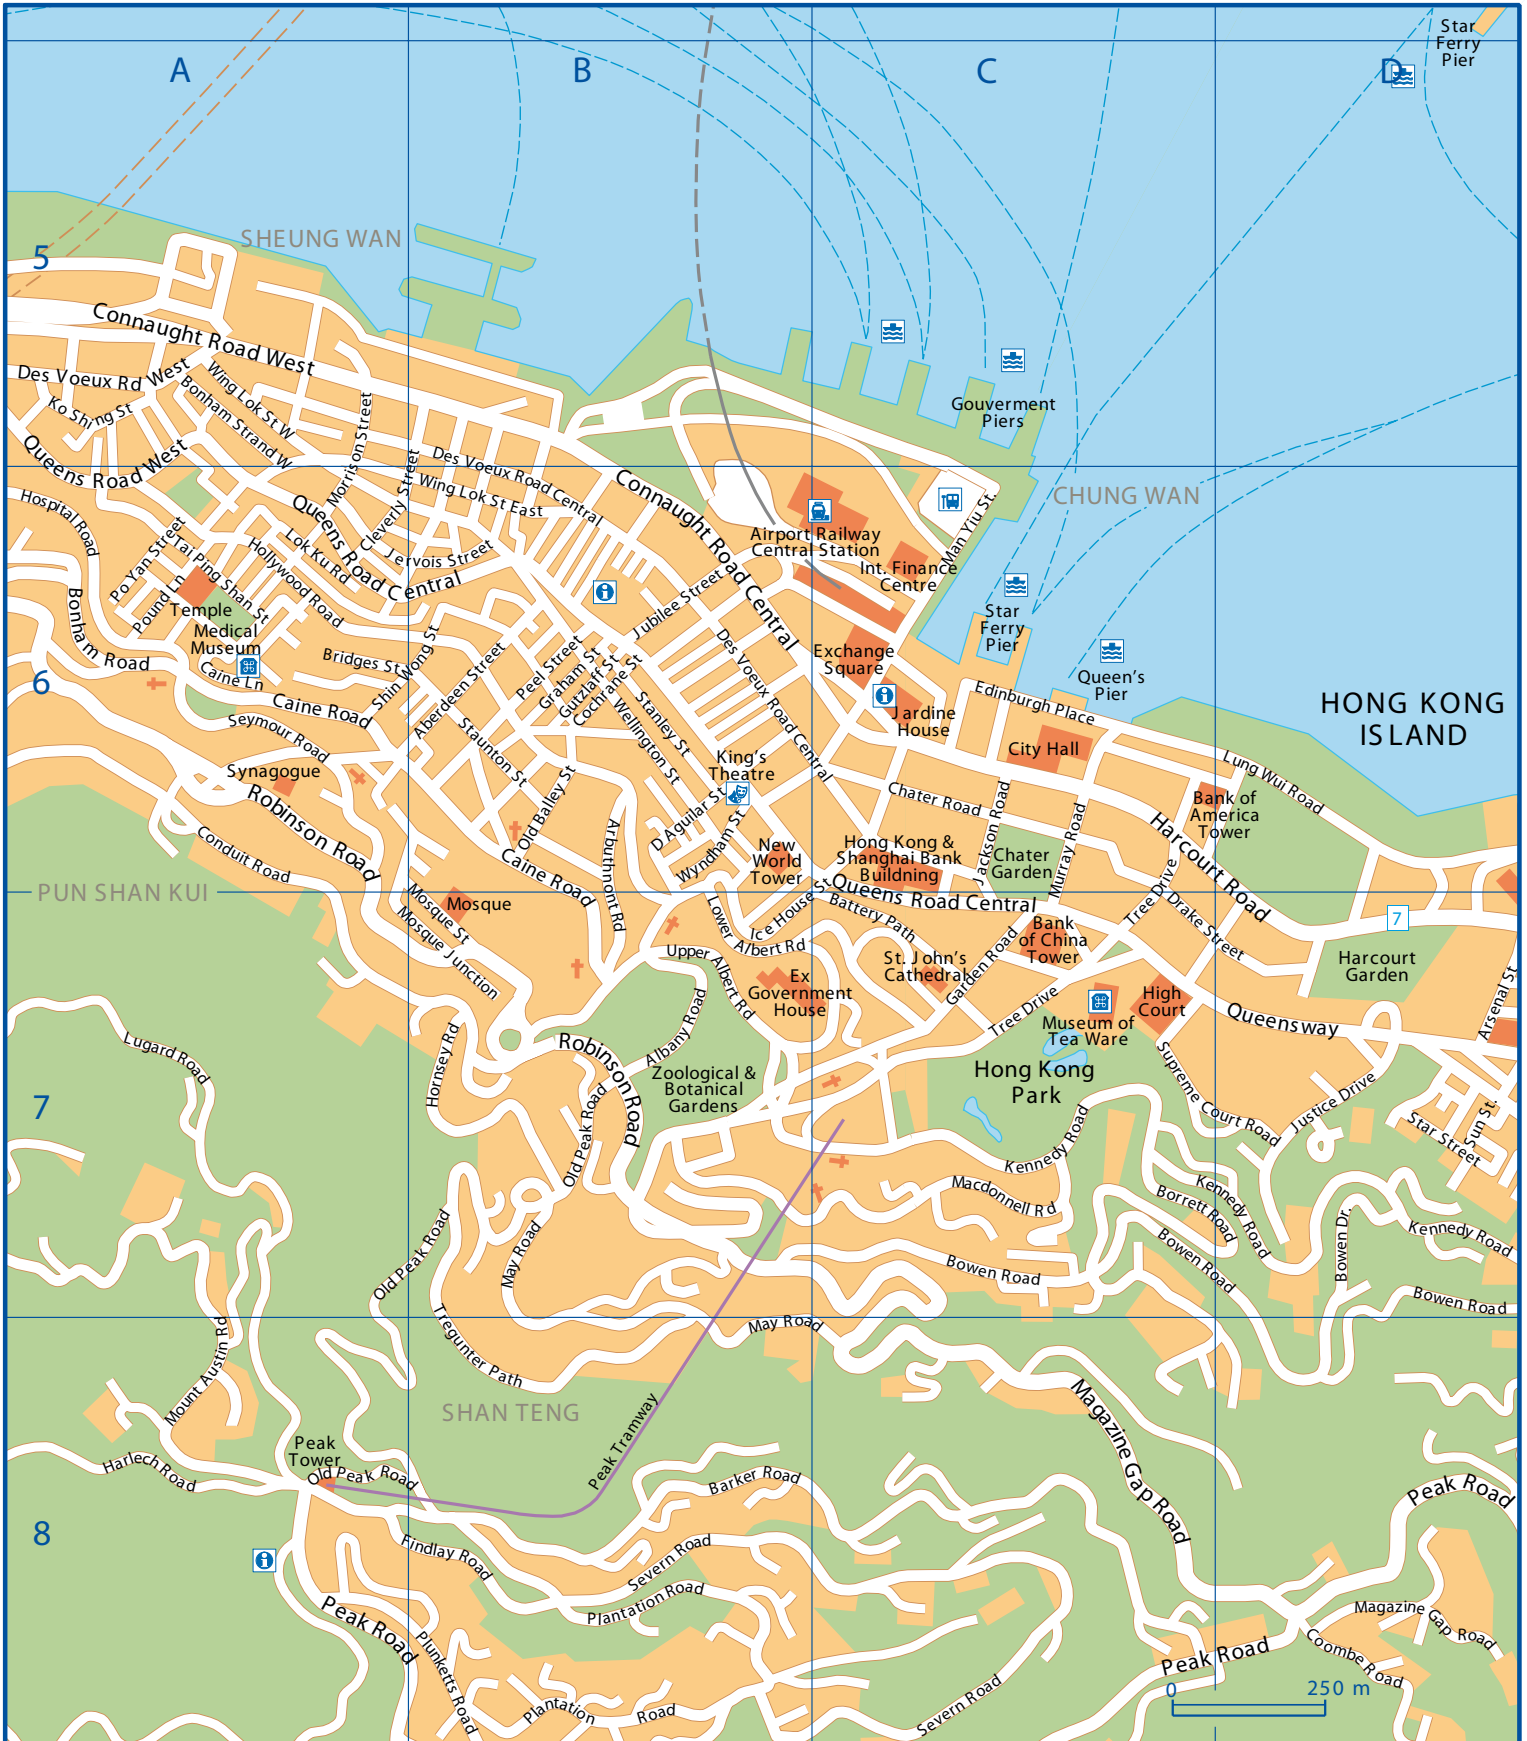 Star
Ferry
Pier
A
B
C
D
5
SHEUNG WAN
Connaught Road West
Des Voeux Rd West
Wing Lok St W
Bonham Strand W
Ko Shing St
Queens Road West
Morrison Street
Cleverly Street
Des Voeux Road Central
Wing Lok St East
Connaught Road Central
Gouverment
Piers
CHUNG WAN
Man Yiu St.
Airport Railway
Central Station
Int. Finance
Centre
Hospital Road
Po Yan Street
Tai Ping Shan St
Pound Ln
Hollywood Road
Lok Ku Rd
Queens Road Central
Jervois Street
Jubilee Street
Temple
Medical
Museum
Bonham Road
Caine Ln
Bridges St
Shin Wong St
Aberdeen Street
Peel Street
Graham St
Gutzlaff St
Cochrane St
Stanley St
Wellington St
Des Voeux Road Central
Exchange
Square
Star
Ferry
Pier
Queen's
Pier
6
HONG KONG
ISLAND
Caine Road
Seymour Road
Staunton St
Jardine
House
Edinburgh Place
City Hall
Lung Wui Road
Synagogue
Robinson Road
Conduit Road
King's
Theatre
Old Balley St
Arbuthnont Rd
D Aguilar St
Wyndham St
New
World
Tower
Chater Road
Jackson Road
Murray Road
Bank of
America
Tower
Harcourt Road
Hong Kong &
Shanghai Bank
Buildning
Chater
Garden
Caine Road
PUN SHAN KUI
Mosque
Mosque St
Mosque Junction
Queens Road Central
Ice House St
Battery Path
Lower Albert Rd
Upper Albert Rd
Tree Drive
Drake Street
7
Bank
of China
Tower
St. John's
Cathedral
Garden Road
Ex
Government
House
Harcourt
Garden
Arsenal St
High
Court
Queensway
Museum of
Tea Ware
Tree Drive
Hong Kong
Park
Lugard Road
Hornsey Rd
Robinson Road
Albany Road
Zoological &
Botanical
Gardens
Old Peak Road
7
Supreme Court Road
Justice Drive
Star Street
Sun St.
Kennedy Road
Macdonnell Rd
Kennedy Road
Borrett Road
Bowen Road
Bowen Dr.
Kennedy Road
Old Peak Road
May Road
Bowen Road
Bowen Road
May Road
Mount Austin Rd
Tregunter Path
SHAN TENG
Peak Tramway
Magazine Gap Road
Peak
Tower
Old Peak Road
Harlech Road
Barker Road
Peak Road
8
Findlay Road
Severn Road
Plantation Road
Peak Road
Plunketts Road
Magazine Gap Road
Coombe Road
Peak Road
Plantation Road
Severn Road
0 250 m